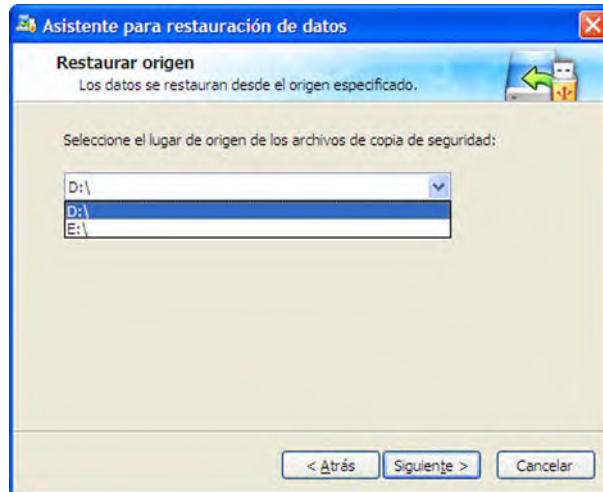 Asistente para restauración de datos
Restaurar origen
Los datos se restauran desde el origen especificado.
Seleccione el lugar de origen de los archivos de copia de seguridad:
D:\
D:\
E:\
< Atrás
Siguiente >
Cancelar